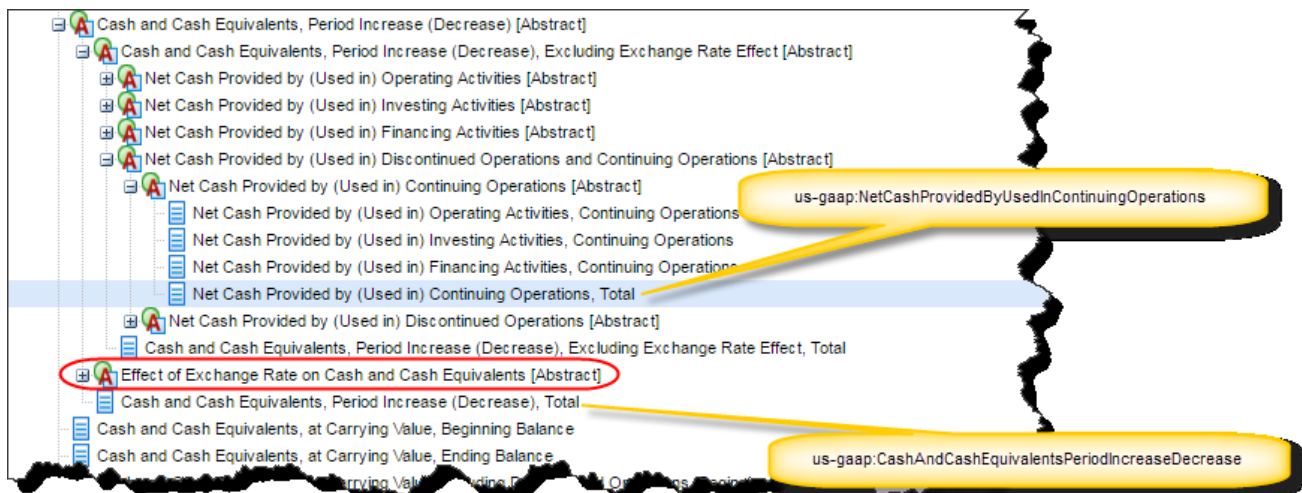 Cash and Cash Equivalents, Period Increase (Decrease) [Abstract]
Cash and Cash Equivalents, Period Increase (Decrease), Excluding Exchange Rate Effect [Abstract]
Net Cash Provided by (Used in) Operating Activities [Abstract]
Net Cash Provided by (Used in) Investing Activities [Abstract]
Net Cash Provided by (Used in) Financing Activities [Abstract]
Net Cash Provided by (Used in) Discontinued Operations and Continuing Operations [Abstract]
Net Cash Provided by (Used in) Continuing Operations [Abstract]
us-gaap:NetCashProvidedByUsedInContinuingOperations
Net Cash Provided by (Used in) Operating Activities, Continuing Operations
Net Cash Provided by (Used in) Investing Activities, Continuing Operations
Net Cash Provided by (Used in) Financing Activities, Continuing Operations
Net Cash Provided by (Used in) Continuing Operations, Total
Net Cash Provided by (Used in) Discontinued Operations [Abstract]
Cash and Cash Equivalents, Period Increase (Decrease), Excluding Exchange Rate Effect, Total
Effect of Exchange Rate on Cash and Cash Equivalents [Abstract]
Cash and Cash Equivalents, Period Increase (Decrease), Total
Cash and Cash Equivalents, at Carrying Value, Beginning Balance
Cash and Cash Equivalents, at Carrying Value, Ending Balance
us-gaap:CashAndCashEquivalentsPeriodIncreaseDecrease